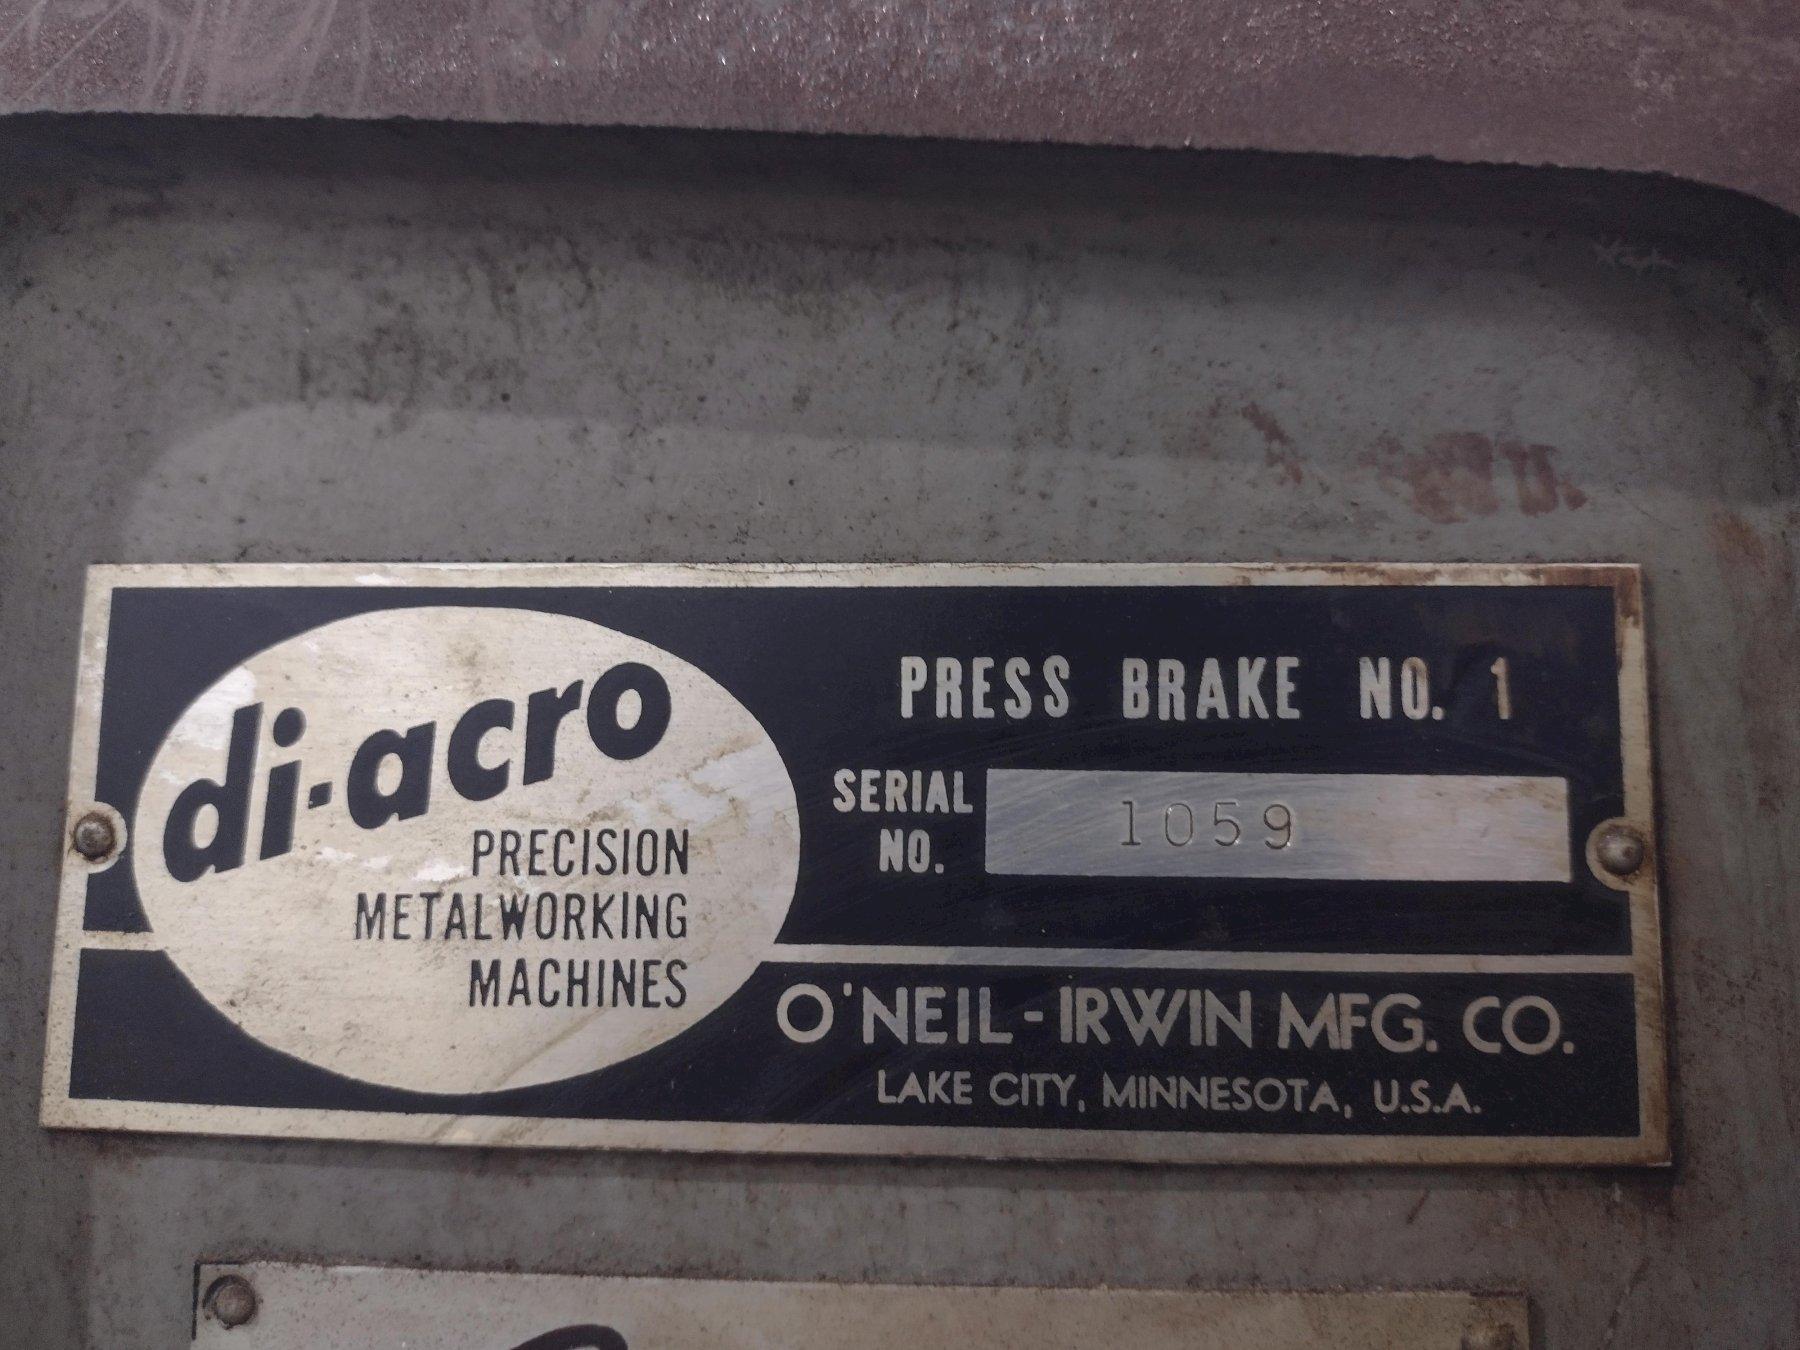 di-acro
PRECISION
METALWORKING
MACHINES
PRESS BRAKE NO. 1
SERIAL NO. 1059
O'NEIL-IRWIN MFG. CO.
LAKE CITY, MINNESOTA, U.S.A.